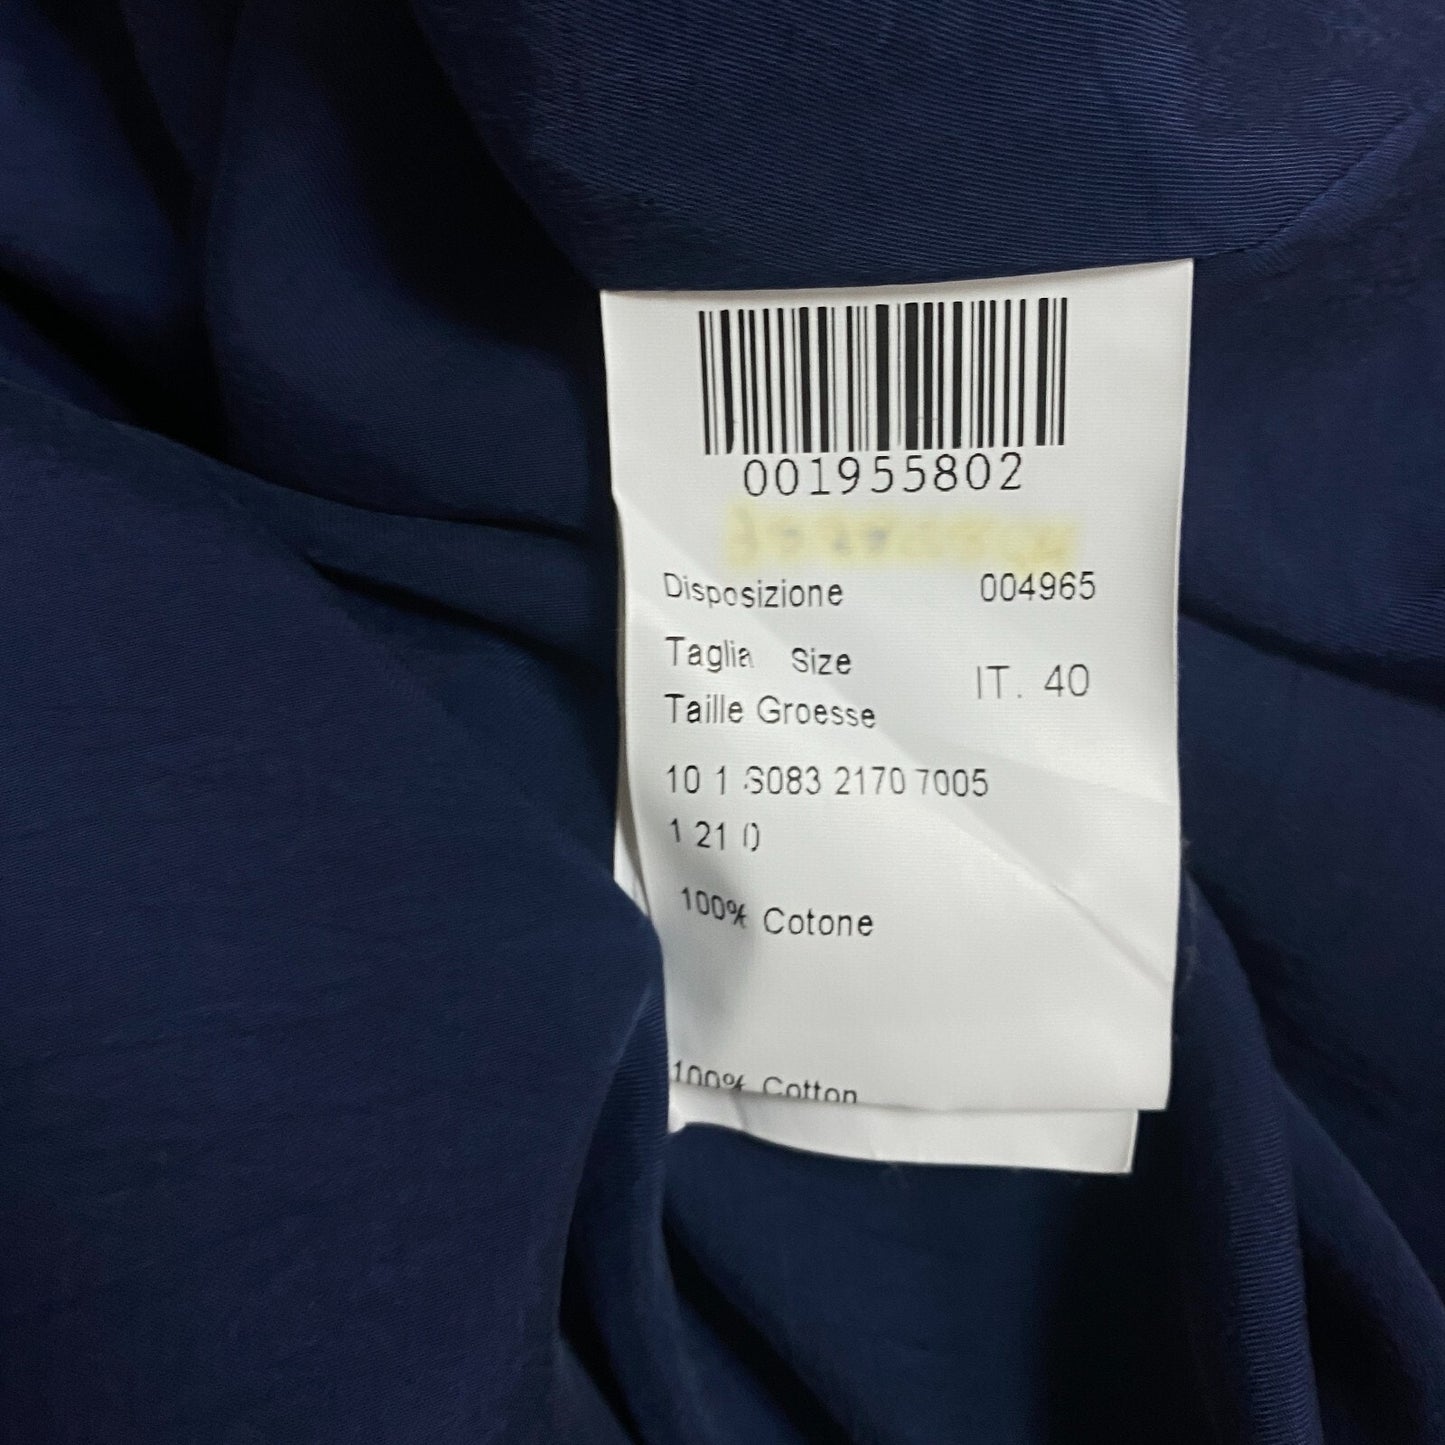 001955802
Disposizione 004965
Taglia Size
IT. 40
Taille Groesse
10 1 S083 2170 7005
1 21 0
100% Cotone
100% Cotton